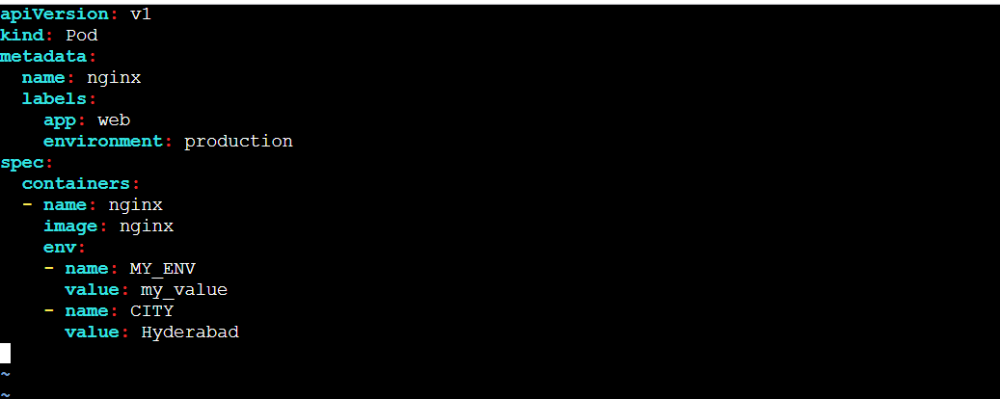 apiVersion: v1
kind: Pod
metadata:
  name: nginx
  labels:
    app: web
    environment: production
spec:
  containers:
  - name: nginx
    image: nginx
    env:
    - name: MY_ENV
      value: my_value
    - name: CITY
      value: Hyderabad

~
~